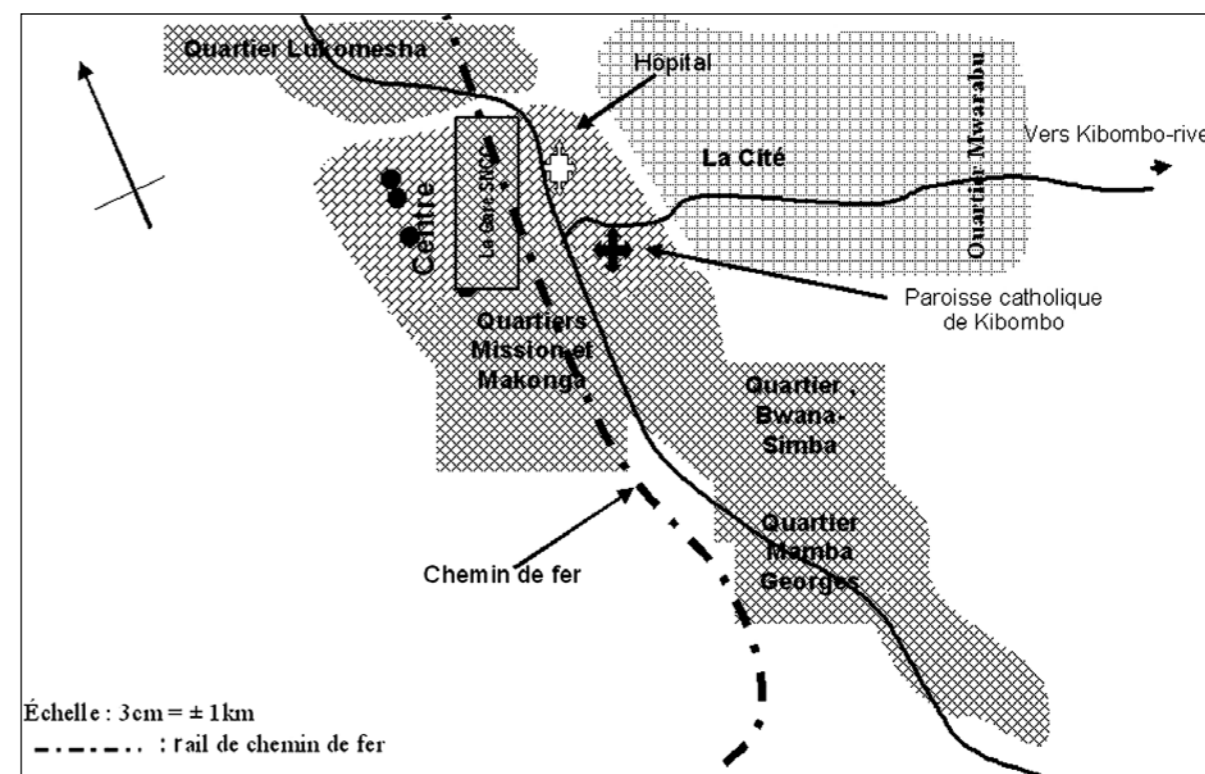 Quartier Lukomesha
Hôpital
Quartier Mwarabu
Vers Kibombo-rive
La Cité
Centre
La Gare SNCC
Paroisse catholique
de Kibombo
Quartiers
Mission et
Makonga
Quartier
Bwana-
Simba
Quartier
Mamba
Georges
Chemin de fer
Échelle : 3cm = ± 1km
: rail de chemin de fer